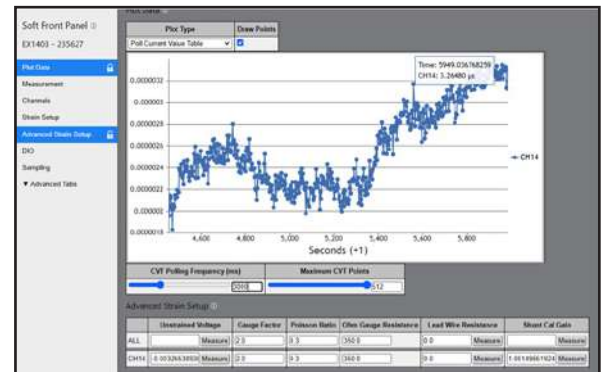 Soft Front Panel
EX1403 - 235627
Plot Data
Measurement
Channels
Strain Setup
Advanced Strain Setup
DIO
Sampling
▼ Advanced Tabs
Plot Type
Draw Points
Poll Current Value Table
Time: 5949.036768259
CH14: 3.26480 µε
0.0000032
0.000003
0.0000028
0.0000026
0.0000024
0.0000022
0.000002
0.0000018
CH14
4,600
4,800
5,000
5,200
5,400
5,600
5,800
Seconds (+1)
CVT Polling Frequency (ms)
Maximum CVT Points
3000
512
Advanced Strain Setup
Unstrained Voltage
Gauge Factor
Poisson Ratio
Ohm Gauge Resistance
Lead Wire Resistance
Shunt Cal Gain
ALL
Measure
2.0
0.3
350.0
0.0
Measure
Measure
CH14
Measure
2.0
0.3
0.0
Measure
Measure